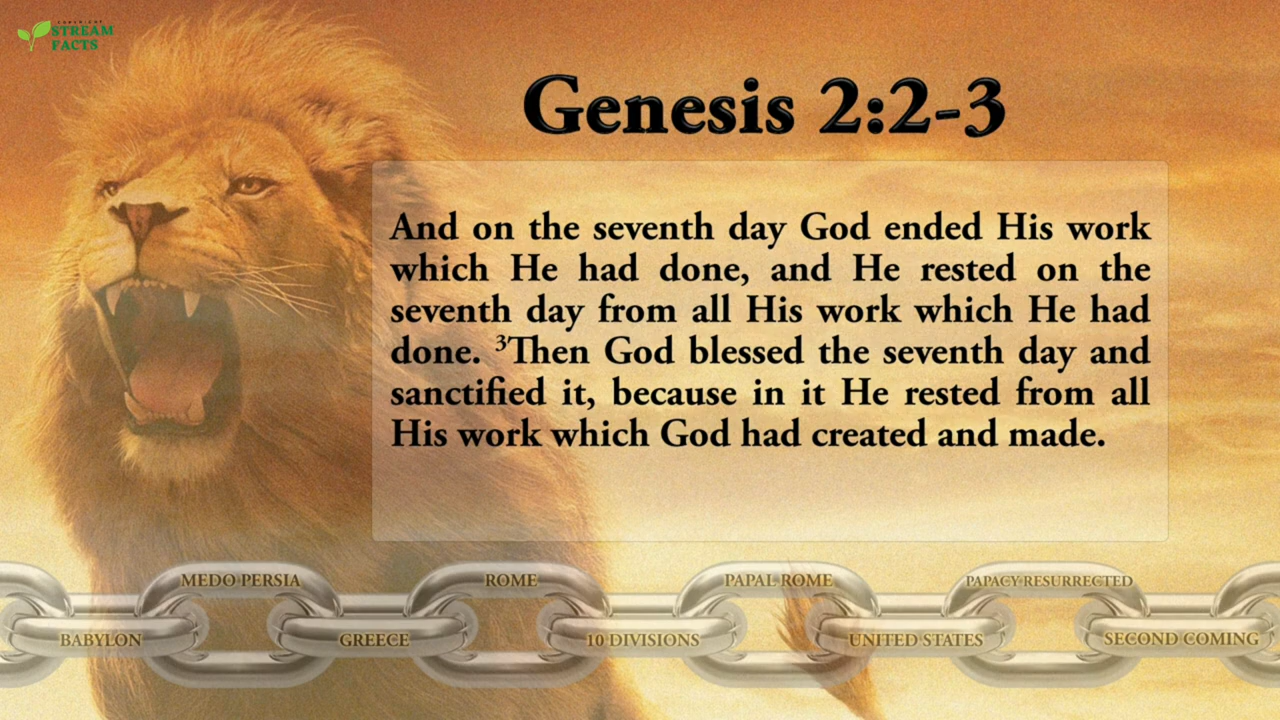 STREAM
FACTS
Genesis 2:2-3
And on the seventh day God ended His work
which He had done, and He rested on the
seventh day from all His work which He had
done. ³Then God blessed the seventh day and
sanctified it, because in it He rested from all
His work which God had created and made.
MEDO PERSIA ROME PAPAL ROME PAPACY RESURRECTED
BABYLON GREECE 10 DIVISIONS UNITED STATES SECOND COMING